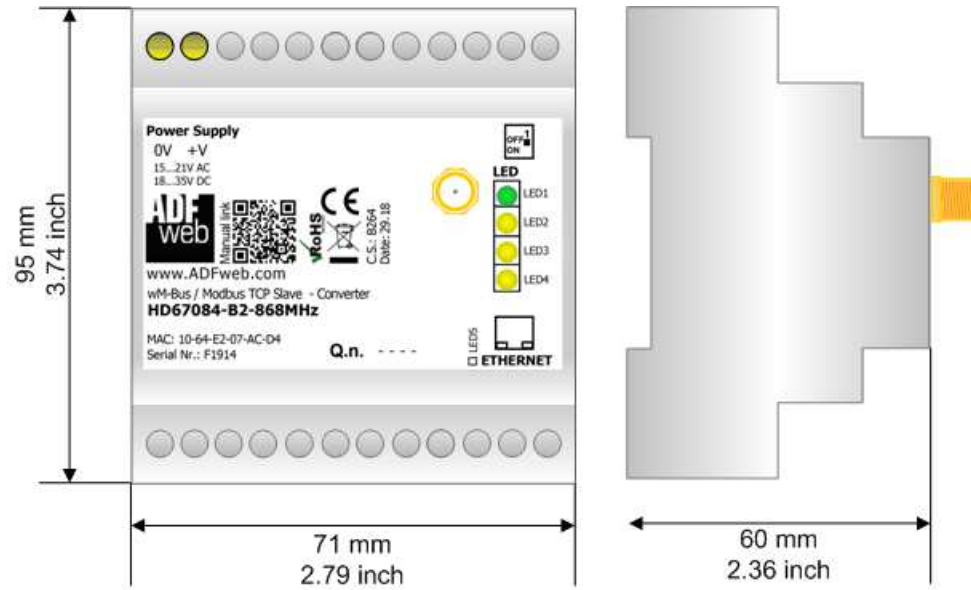 95 mm
3.74 inch
Power Supply
0V +V
15...21V AC
18...35V DC
OFF 1
ON
LED
LED1
LED2
LED3
LED4
ADF
web
Manual link
RoHS
CE
C.S.: B264
Date: 29.18
www.ADFweb.com
wM-Bus / Modbus TCP Slave - Converter
HD67084-B2-868MHz
MAC: 10-64-E2-07-AC-D4
Serial Nr.: F1914
Q.n. - - - -
LED5
ETHERNET
71 mm
2.79 inch
60 mm
2.36 inch